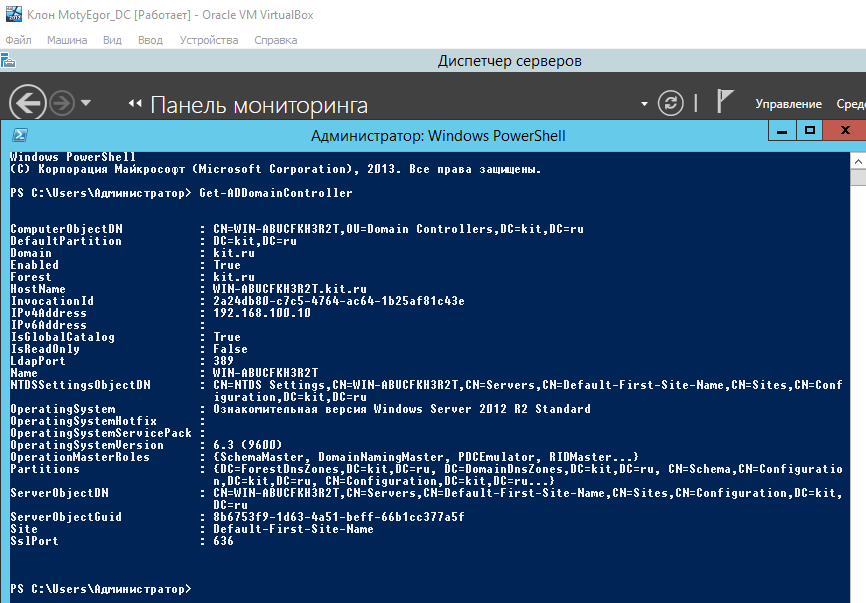 Клон MotyEgor_DC [Работает] - Oracle VM VirtualBox
Файл Машина Вид Ввод Устройства Справка
Диспетчер серверов
Панель мониторинга
Управление Сред
Администратор: Windows PowerShell
Windows PowerShell
(C) Корпорация Майкрософт (Microsoft Corporation), 2013. Все права защищены.
PS C:\Users\Администратор> Get-ADDomainController
ComputerObjectDN : CN=WIN-ABUCFKH3R2T,OU=Domain Controllers,DC=kit,DC=ru
DefaultPartition : DC=kit,DC=ru
Domain : kit.ru
Enabled : True
Forest : kit.ru
HostName : WIN-ABUCFKH3R2T.kit.ru
InvocationId : 2a24db80-c7c5-4764-ac64-1b25af81c43e
IPv4Address : 192.168.100.10
IPv6Address :
IsGlobalCatalog : True
IsReadOnly : False
LdapPort : 389
Name : WIN-ABUCFKH3R2T
NTDSSettingsObjectDN : CN=NTDS Settings,CN=WIN-ABUCFKH3R2T,CN=Servers,CN=Default-First-Site-Name,CN=Sites,CN=Conf
iguration,DC=kit,DC=ru
OperatingSystem : Ознакомительная версия Windows Server 2012 R2 Standard
OperatingSystemHotfix :
OperatingSystemServicePack :
OperatingSystemVersion : 6.3 (9600)
OperationMasterRoles : {SchemaMaster, DomainNamingMaster, PDCEmulator, RIDMaster...}
Partitions : {DC=ForestDnsZones,DC=kit,DC=ru, DC=DomainDnsZones,DC=kit,DC=ru, CN=Schema,CN=Configuratio
n,DC=kit,DC=ru, CN=Configuration,DC=kit,DC=ru...}
ServerObjectDN : CN=WIN-ABUCFKH3R2T,CN=Servers,CN=Default-First-Site-Name,CN=Sites,CN=Configuration,DC=kit,
DC=ru
ServerObjectGuid : 8b6753f9-1d63-4a51-beff-66b1cc377a5f
Site : Default-First-Site-Name
SslPort : 636
PS C:\Users\Администратор>